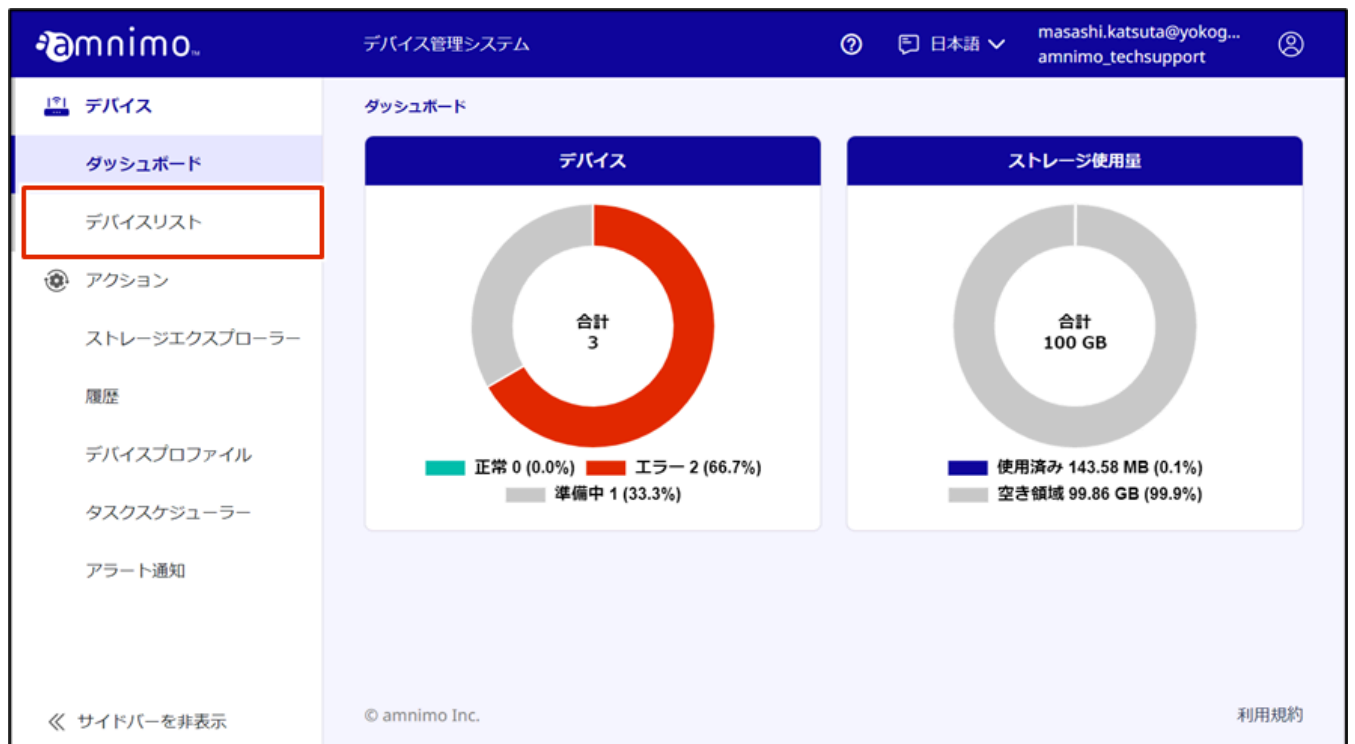 amnimo™
デバイス管理システム
日本語
masashi.katsuta@yokog...
amnimo_techsupport
デバイス
ダッシュボード
デバイスリスト
アクション
ストレージエクスプローラー
履歴
デバイスプロファイル
タスクスケジューラー
アラート通知
サイドバーを非表示
ダッシュボード
デバイス
合計
3
正常 0 (0.0%) エラー 2 (66.7%)
準備中 1 (33.3%)
ストレージ使用量
合計
100 GB
使用済み 143.58 MB (0.1%)
空き領域 99.86 GB (99.9%)
© amnimo Inc.
利用規約